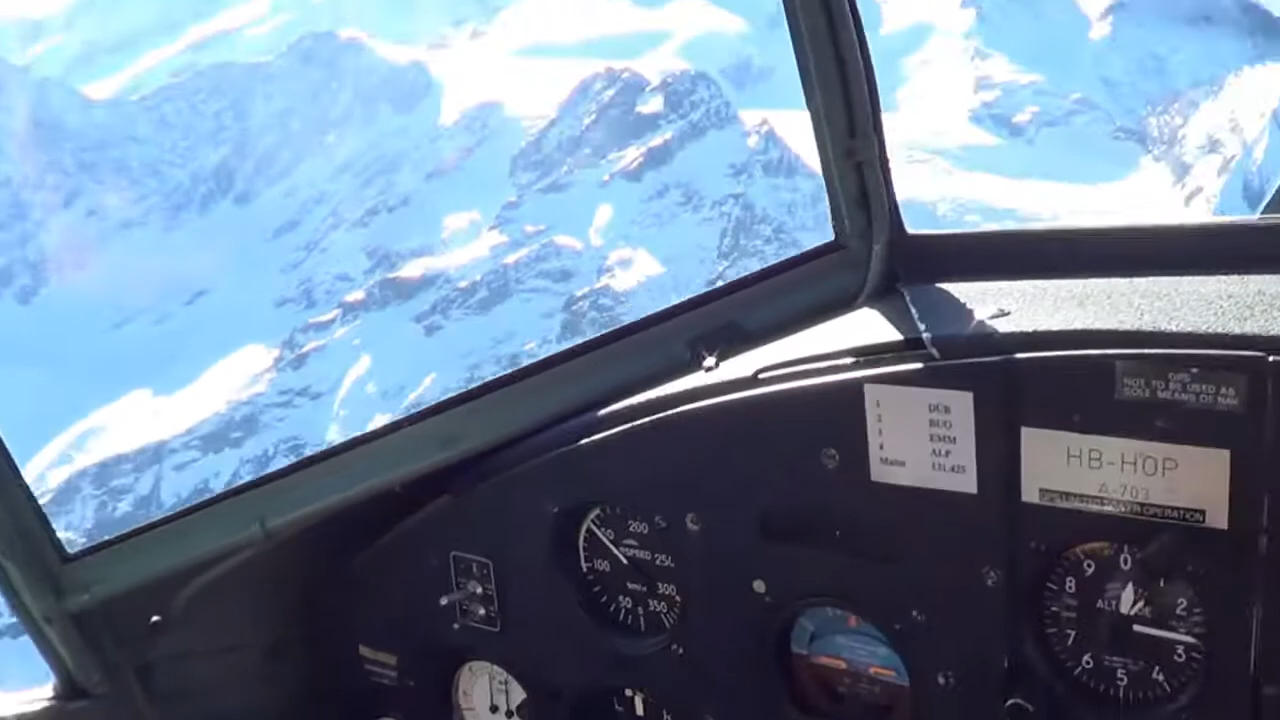 GPS
NOT TO BE USED AS
SOLE MEANS OF NAV
1 DÜB
2 BUO
3 EMM
4 ALP
131.425
HB-HOP
A-703
OPERATION
200
250
300
350
50
100
km/h
0
1
2
3
4
5
6
7
8
9
ALT